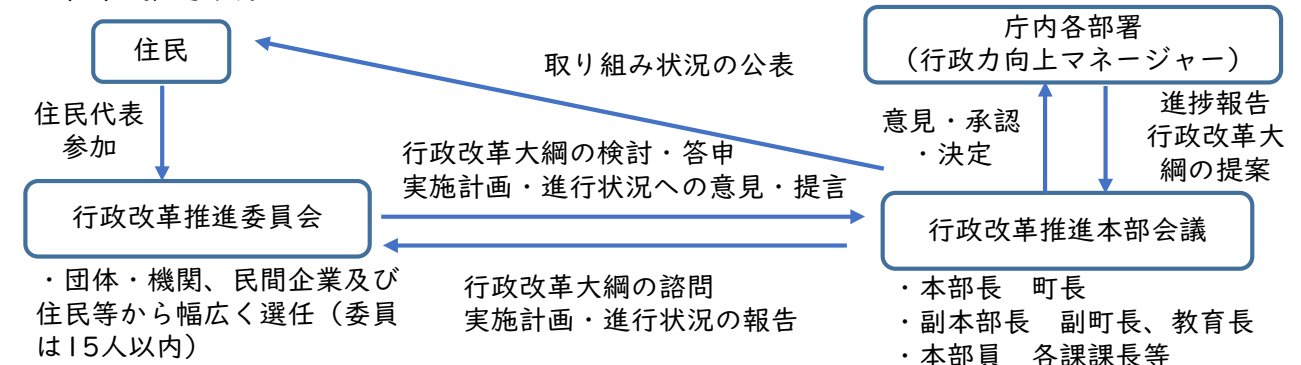 住民
取り組み状況の公表
庁内各部署
（行政力向上マネージャー）
住民代表
参加
意見・承認
・決定
進捗報告
行政改革大
綱の提案
行政改革大綱の検討・答申
実施計画・進行状況への意見・提言
行政改革推進委員会
行政改革推進本部会議
・団体・機関、民間企業及び
住民等から幅広く選任（委員
は15人以内）
行政改革大綱の諮問
実施計画・進行状況の報告
・本部長　町長
・副本部長　副町長、教育長
・本部員　各課課長等